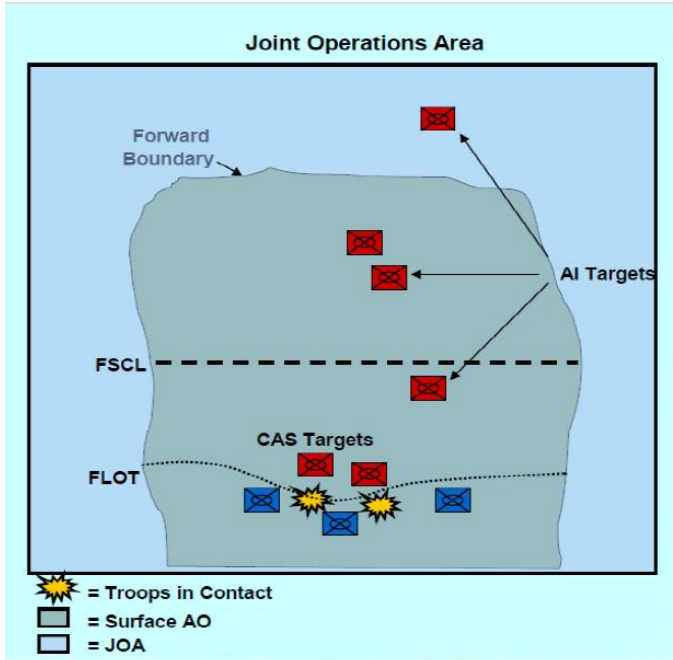 Joint Operations Area
Forward
Boundary
AI Targets
FSCL
CAS Targets
FLOT
= Troops in Contact
= Surface AO
= JOA